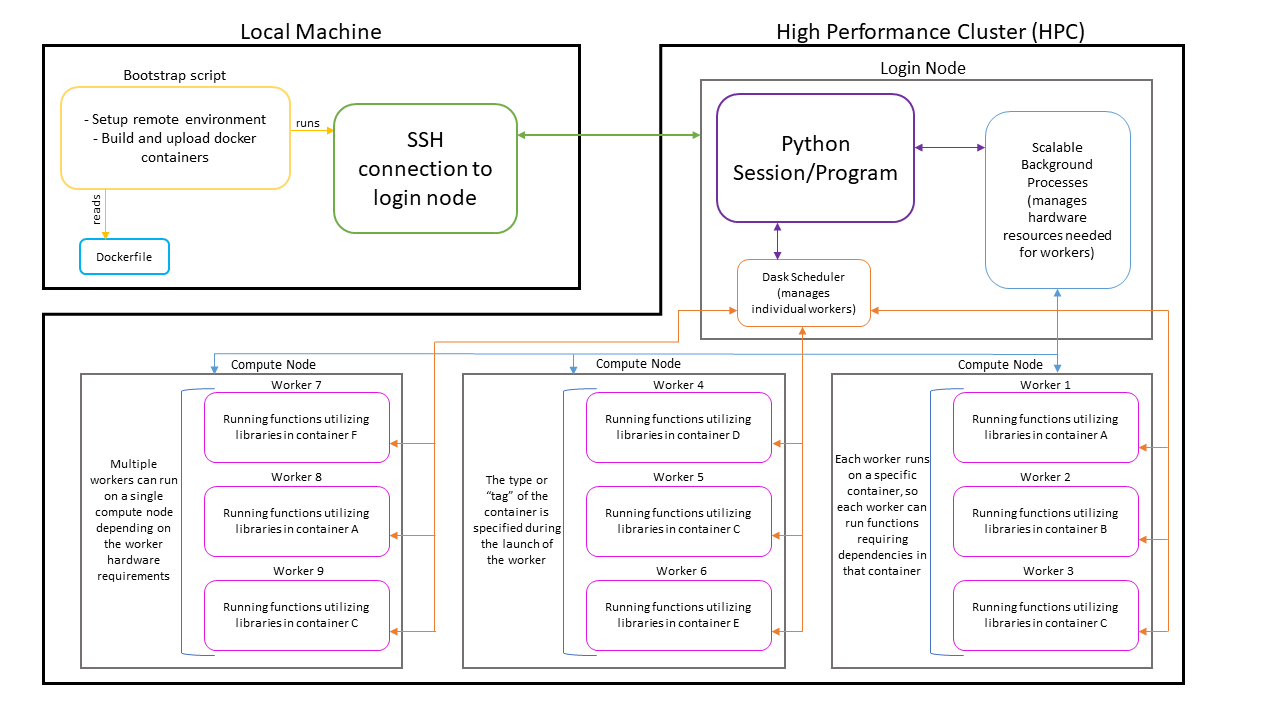 Local Machine
High Performance Cluster (HPC)
Bootstrap script
- Setup remote environment
- Build and upload docker
containers
runs
SSH
connection to
login node
reads
Dockerfile
Login Node
Python
Session/Program
Scalable
Background
Processes
(manages
hardware
resources needed
for workers)
Dask Scheduler
(manages
individual workers)
Compute Node
Multiple
workers can run
on a single
compute node
depending on
the worker
hardware
requirements
Worker 7
Running functions utilizing
libraries in container F
Worker 8
Running functions utilizing
libraries in container A
Worker 9
Running functions utilizing
libraries in container C
Compute Node
The type or
“tag” of the
container is
specified during
the launch of
the worker
Worker 4
Running functions utilizing
libraries in container D
Worker 5
Running functions utilizing
libraries in container C
Worker 6
Running functions utilizing
libraries in container E
Compute Node
Each worker runs
on a specific
container, so
each worker can
run functions
requiring
dependencies in
that container
Worker 1
Running functions utilizing
libraries in container A
Worker 2
Running functions utilizing
libraries in container B
Worker 3
Running functions utilizing
libraries in container C